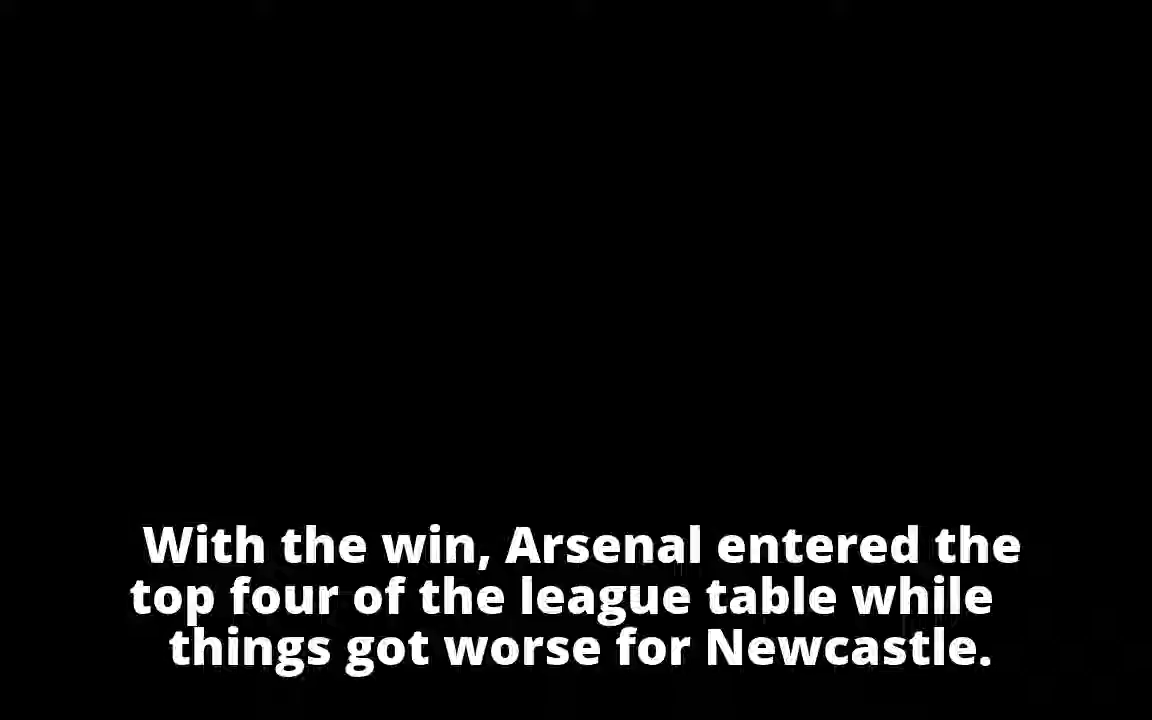 With the win, Arsenal entered the
top four of the league table while
things got worse for Newcastle.